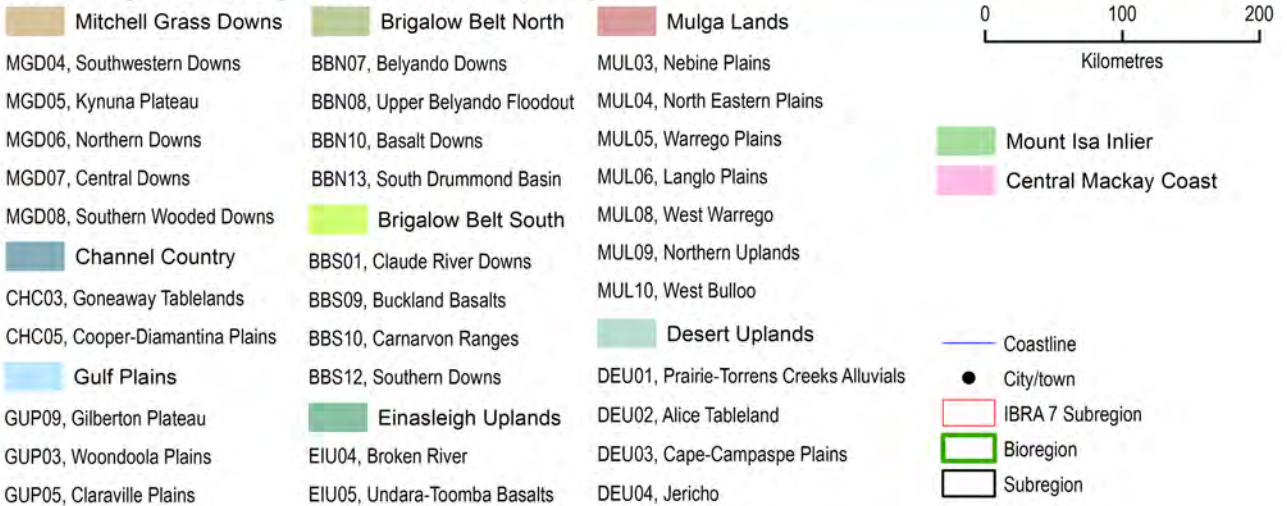 Mitchell Grass Downs
MGD04, Southwestern Downs
MGD05, Kynuna Plateau
MGD06, Northern Downs
MGD07, Central Downs
MGD08, Southern Wooded Downs
Channel Country
CHC03, Goneaway Tablelands
CHC05, Cooper-Diamantina Plains
Gulf Plains
GUP09, Gilberton Plateau
GUP03, Woondoola Plains
GUP05, Claraville Plains
Brigalow Belt North
BBN07, Belyando Downs
BBN08, Upper Belyando Floodout
BBN10, Basalt Downs
BBN13, South Drummond Basin
Brigalow Belt South
BBS01, Claude River Downs
BBS09, Buckland Basalts
BBS10, Carnarvon Ranges
BBS12, Southern Downs
Einasleigh Uplands
EIU04, Broken River
EIU05, Undara-Toomba Basalts
Mulga Lands
MUL03, Nebine Plains
MUL04, North Eastern Plains
MUL05, Warrego Plains
MUL06, Langlo Plains
MUL08, West Warrego
MUL09, Northern Uplands
MUL10, West Bulloo
Desert Uplands
DEU01, Prairie-Torrens Creeks Alluvials
DEU02, Alice Tableland
DEU03, Cape-Campaspe Plains
DEU04, Jericho
0 100 200
Kilometres
Mount Isa Inlier
Central Mackay Coast
Coastline
City/town
IBRA 7 Subregion
Bioregion
Subregion